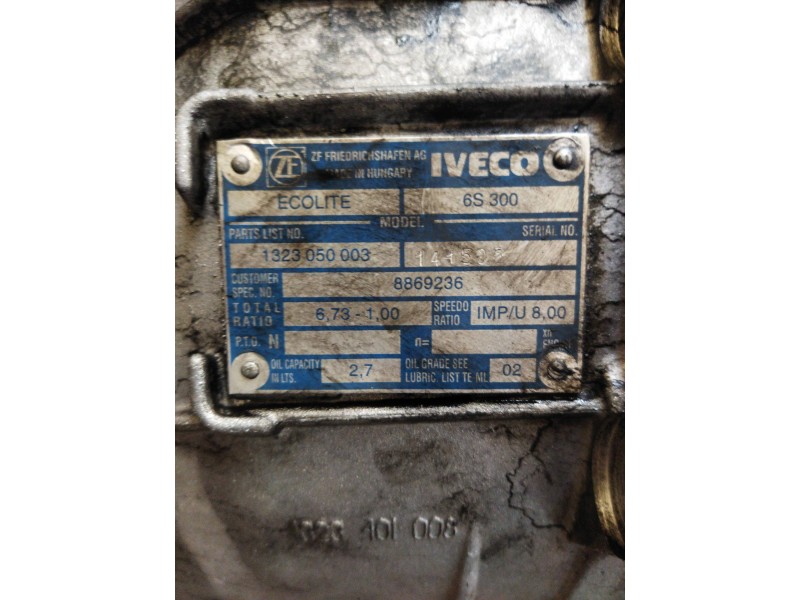 ZF
ZF FRIEDRICHSHAFEN AG
IVECO
MADE IN HUNGARY
ECOLITE 6S 300
MODEL
PARTS LIST NO. SERIAL NO.
1323 050 003
CUSTOMER SPEC. NO. 8869236
TOTAL RATIO 6,73 - 1,00 SPEEDO RATIO IMP/U 8,00
P.T.O. N n=
OIL CAPACITY IN LTS. 2,7 OIL GRADE SEE LUBRIC. LIST TE ML 02
401 008